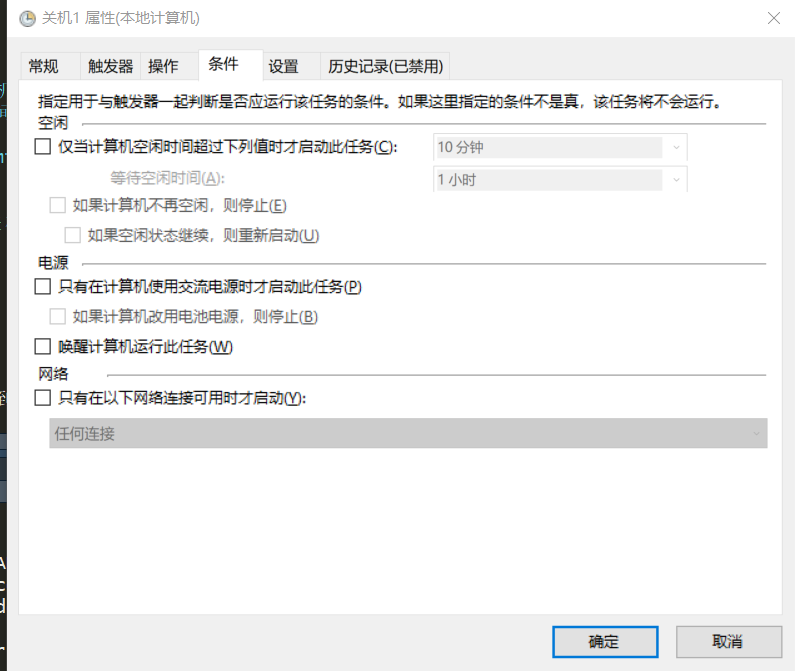 关机1 属性(本地计算机)
常规 触发器 操作 条件 设置 历史记录(已禁用)
指定用于与触发器一起判断是否应运行该任务的条件。如果这里指定的条件不是真，该任务将不会运行。
空闲
仅当计算机空闲时间超过下列值时才启动此任务(C): 10 分钟
等待空闲时间(A): 1 小时
如果计算机不再空闲，则停止(E)
如果空闲状态继续，则重新启动(U)
电源
只有在计算机使用交流电源时才启动此任务(P)
如果计算机改用电池电源，则停止(B)
唤醒计算机运行此任务(W)
网络
只有在以下网络连接可用时才启动(Y):
任何连接
确定 取消